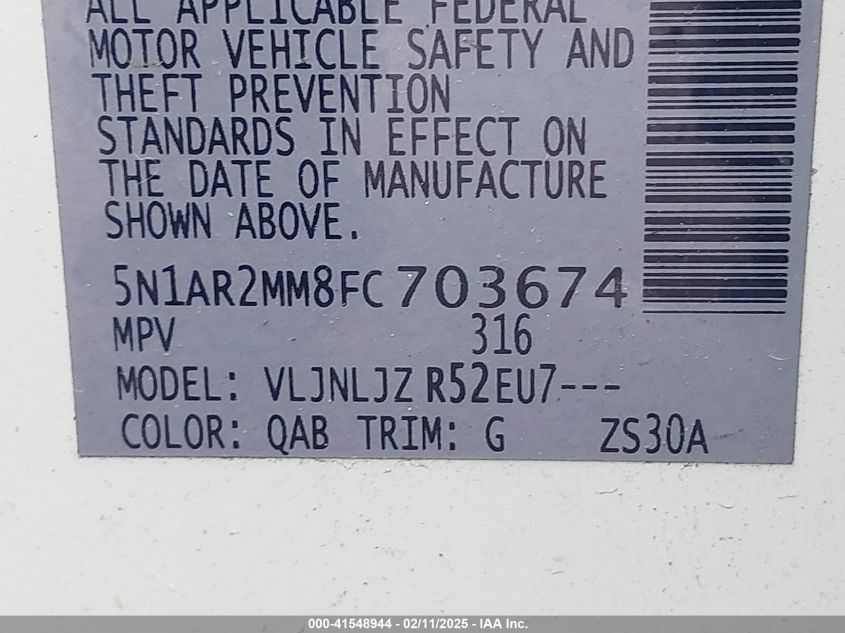 ALL APPLICABLE FEDERAL
MOTOR VEHICLE SAFETY AND
THEFT PREVENTION
STANDARDS IN EFFECT ON
THE DATE OF MANUFACTURE
SHOWN ABOVE.
5N1AR2MM8FC703674
MPV 316
MODEL: VLJNLJZ R52EU7---
COLOR: QAB TRIM: G ZS30A
000-41548944 - 02/11/2025 - IAA Inc.